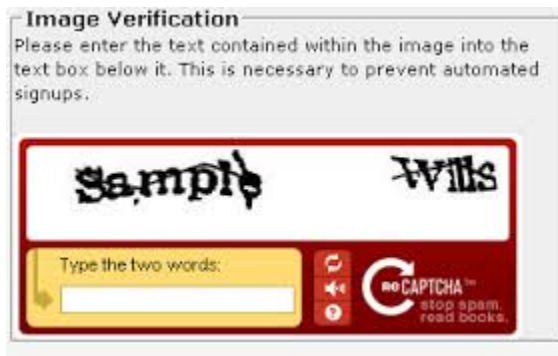 Image Verification
Please enter the text contained within the image into the
text box below it. This is necessary to prevent automated
signups.
Sample Wills
Type the two words:
reCAPTCHA™
stop spam.
read books.